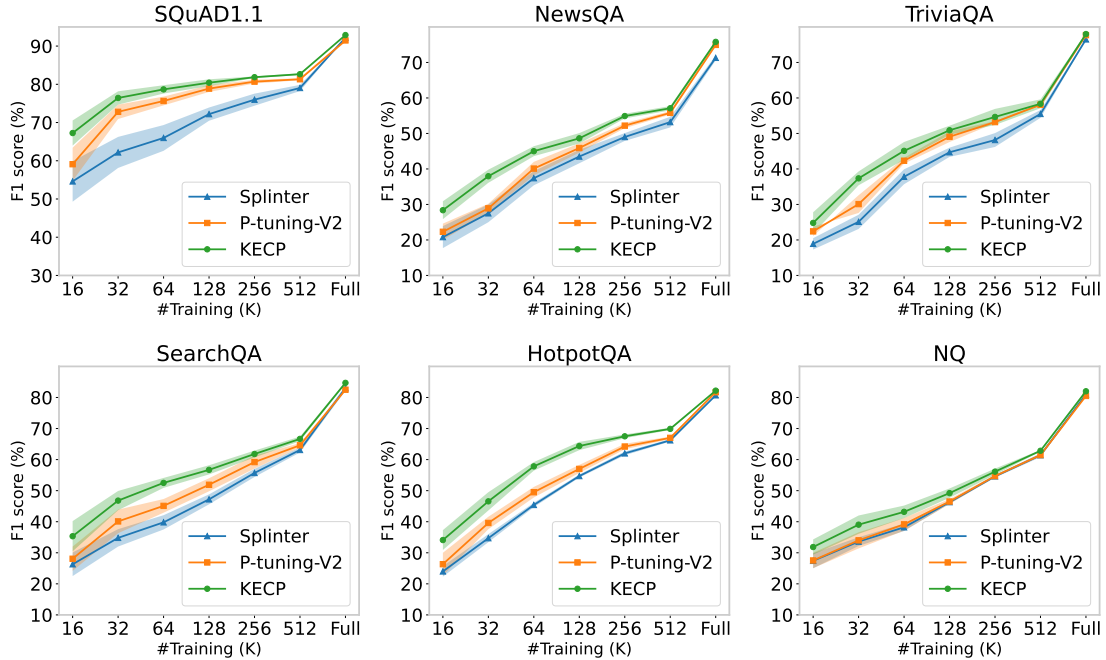 SQuAD1.1
F1 score (%)
90
80
70
60
50
40
30
16 32 64 128 256 512 Full
#Training (K)
Splinter
P-tuning-V2
KECP
NewsQA
F1 score (%)
70
60
50
40
30
20
10
16 32 64 128 256 512 Full
#Training (K)
Splinter
P-tuning-V2
KECP
TriviaQA
F1 score (%)
70
60
50
40
30
20
10
16 32 64 128 256 512 Full
#Training (K)
Splinter
P-tuning-V2
KECP
SearchQA
F1 score (%)
80
70
60
50
40
30
20
10
16 32 64 128 256 512 Full
#Training (K)
Splinter
P-tuning-V2
KECP
HotpotQA
F1 score (%)
80
70
60
50
40
30
20
10
16 32 64 128 256 512 Full
#Training (K)
Splinter
P-tuning-V2
KECP
NQ
F1 score (%)
80
70
60
50
40
30
20
10
16 32 64 128 256 512 Full
#Training (K)
Splinter
P-tuning-V2
KECP